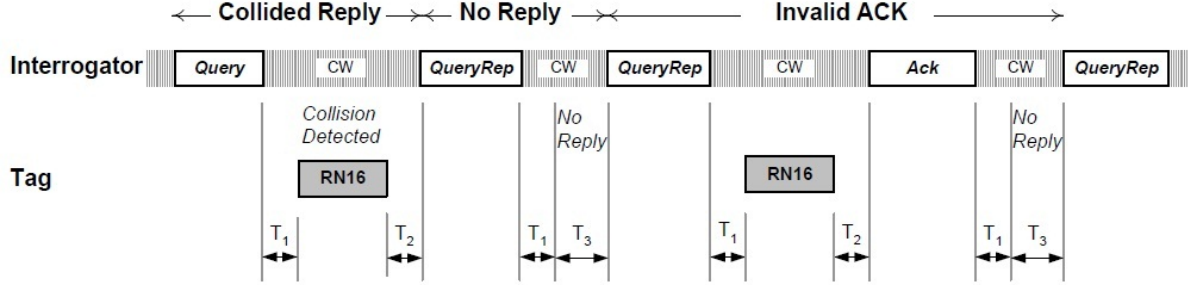 Collided Reply No Reply Invalid ACK
Interrogator Query CW QueryRep CW QueryRep CW Ack CW QueryRep
Collision
Detected
No
Reply
No
Reply
Tag RN16 RN16
T1 T2 T1 T3 T1 T2 T1 T3